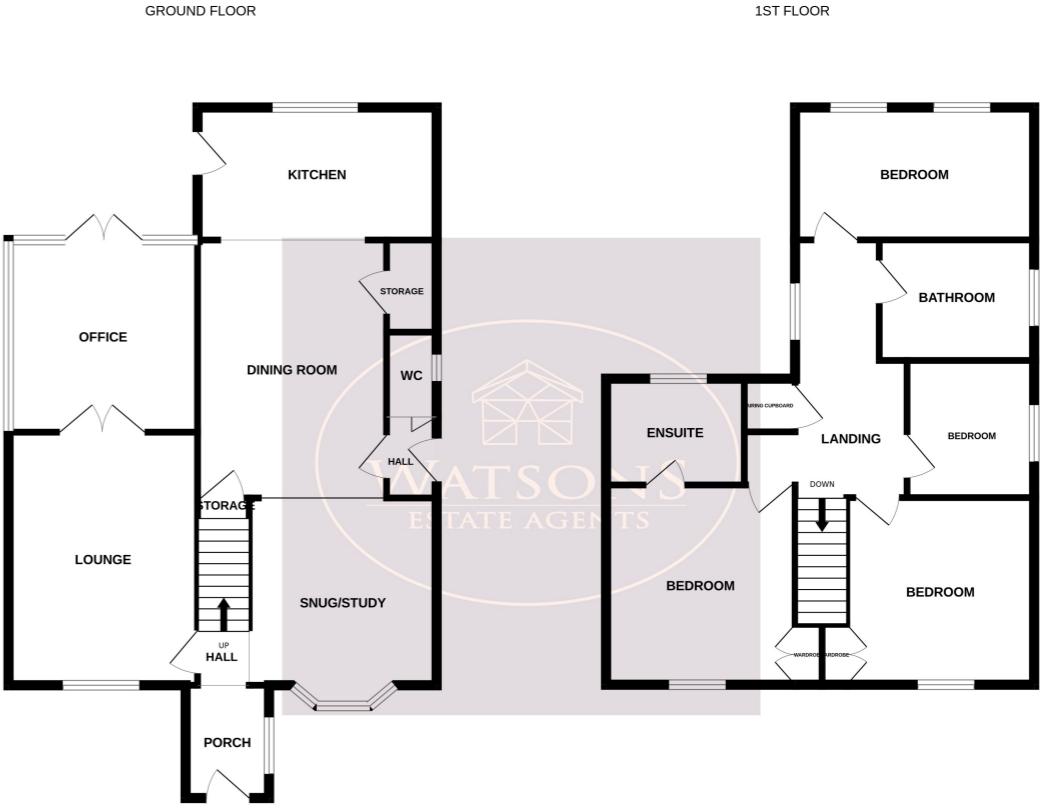 GROUND FLOOR
1ST FLOOR
KITCHEN
STORAGE
OFFICE
DINING ROOM
WC
HALL
STORAGE
LOUNGE
SNUG/STUDY
UP
HALL
PORCH
WATSONS
ESTATE AGENTS
BEDROOM
BATHROOM
CUPBOARD
ENSUITE
LANDING
BEDROOM
DOWN
BEDROOM
BEDROOM